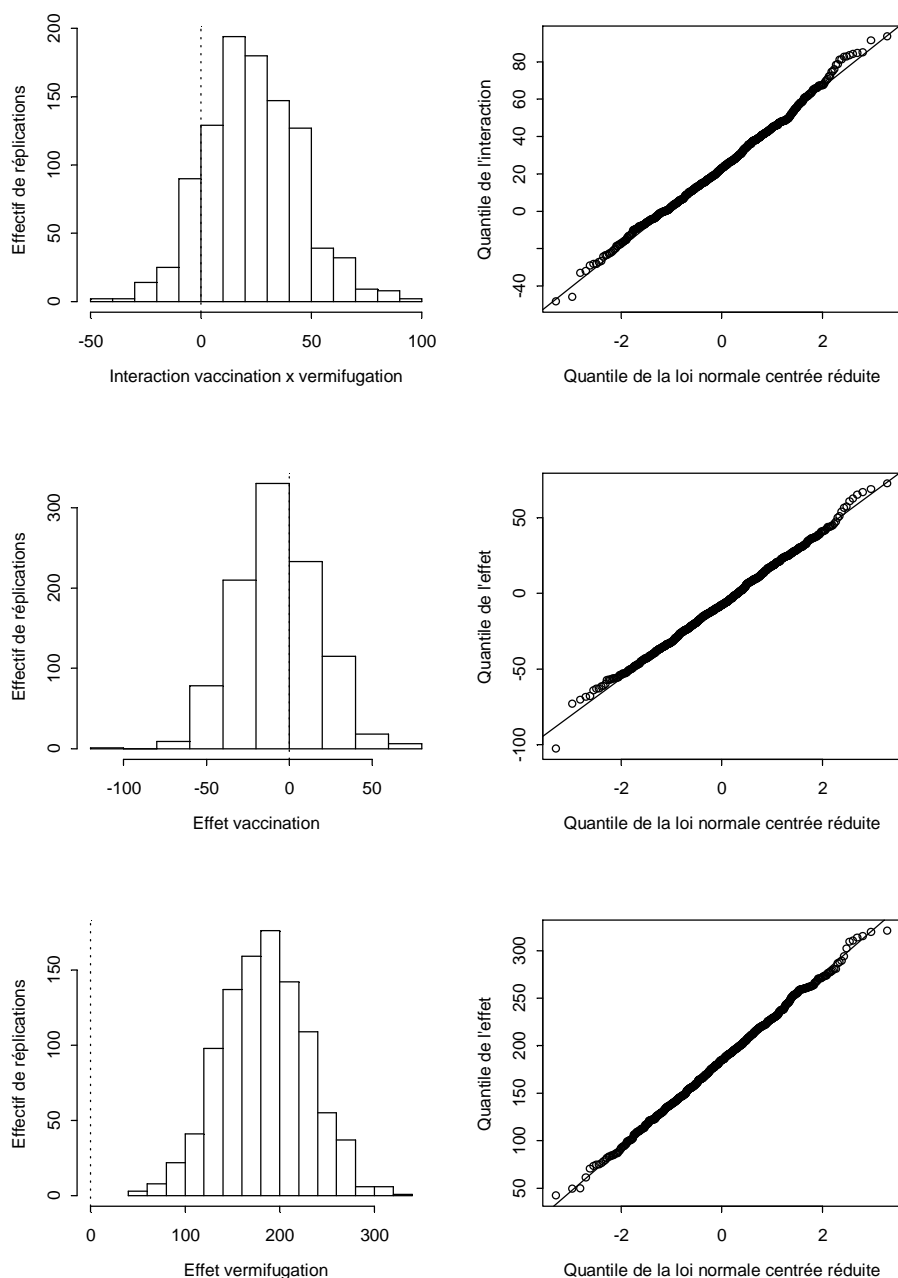 Effectif de réplications
0 50 100 150 200
-50 0 50 100
Interaction vaccination x vermifugation
Quantile de l'interaction
-40 0 20 40 60 80
-2 0 2
Quantile de la loi normale centrée réduite
Effectif de réplications
0 100 200 300
-100 -50 0 50
Effet vaccination
Quantile de l'effet
-100 -50 0 50
-2 0 2
Quantile de la loi normale centrée réduite
Effectif de réplications
0 50 100 150
0 100 200 300
Effet vermifugation
Quantile de l'effet
50 100 150 200 250 300
-2 0 2
Quantile de la loi normale centrée réduite